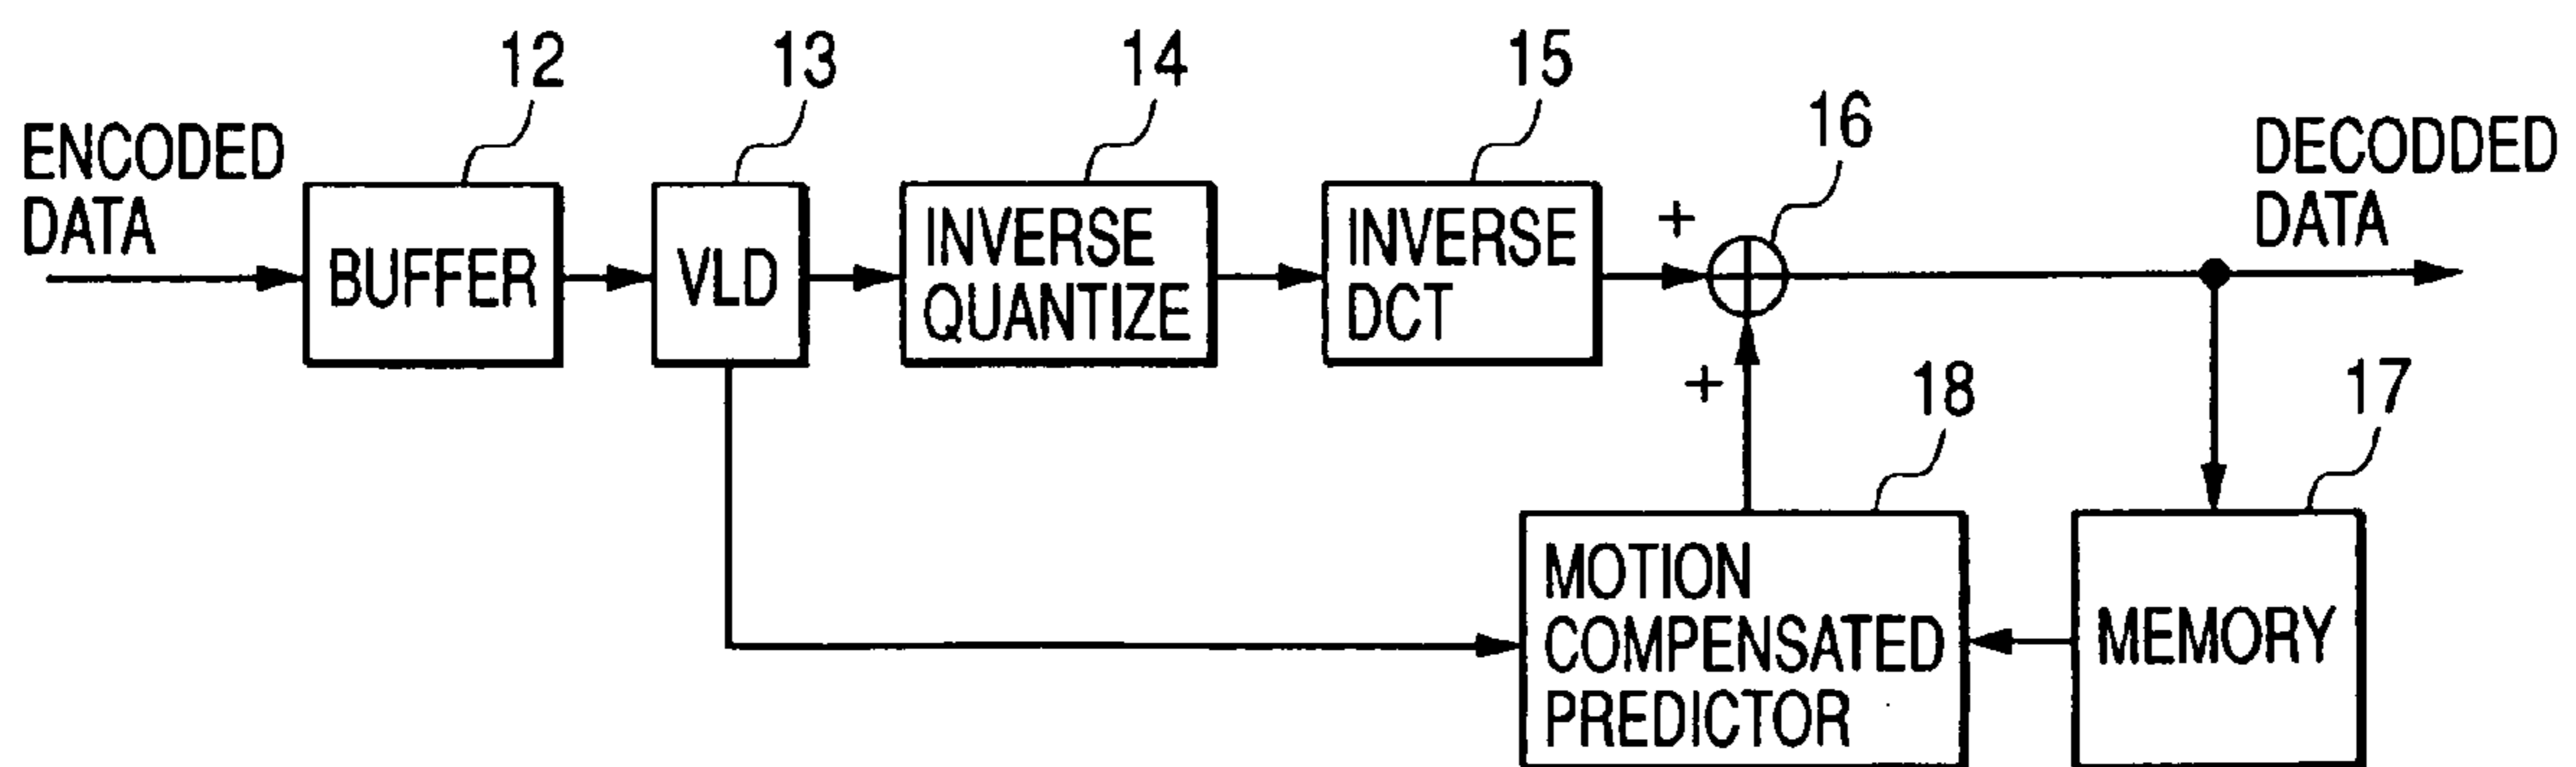 12
13
14
15
16
ENCODED
DATA
BUFFER
VLD
INVERSE
QUANTIZE
INVERSE
DCT
+
+
DECODDED
DATA
18
17
MOTION
COMPENSATED
PREDICTOR
MEMORY